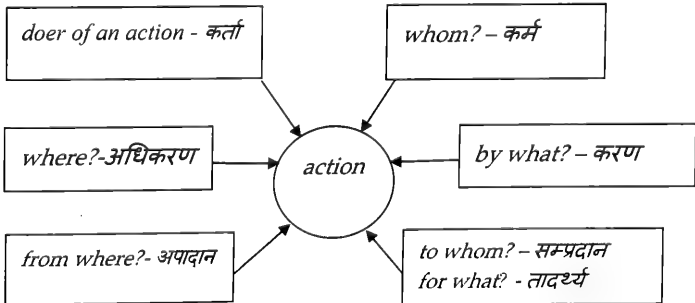 doer of an action - कर्ता
whom? – कर्म
where?-अधिकरण
action
by what? – करण
from where?- अपादान
to whom? – सम्प्रदान
for what? - तादर्थ्य